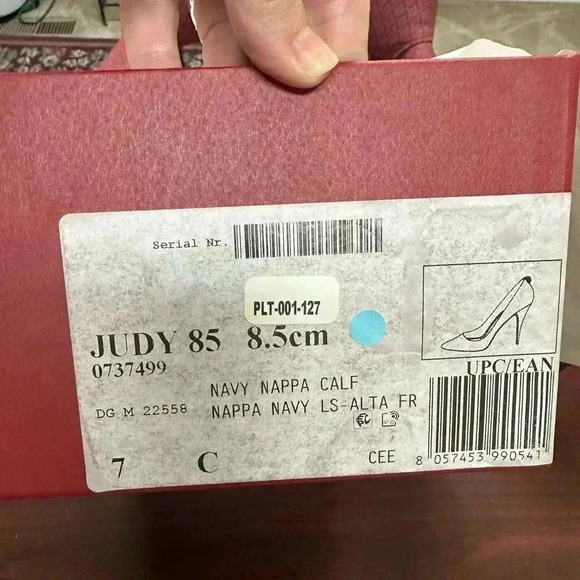 Serial Nr.
PLT-001-127
JUDY 85 8.5cm
0737499
UPC/EAN
NAVY NAPPA CALF
DG M 22558 NAPPA NAVY LS-ALTA FR
7 C CEE
8 057453 990541